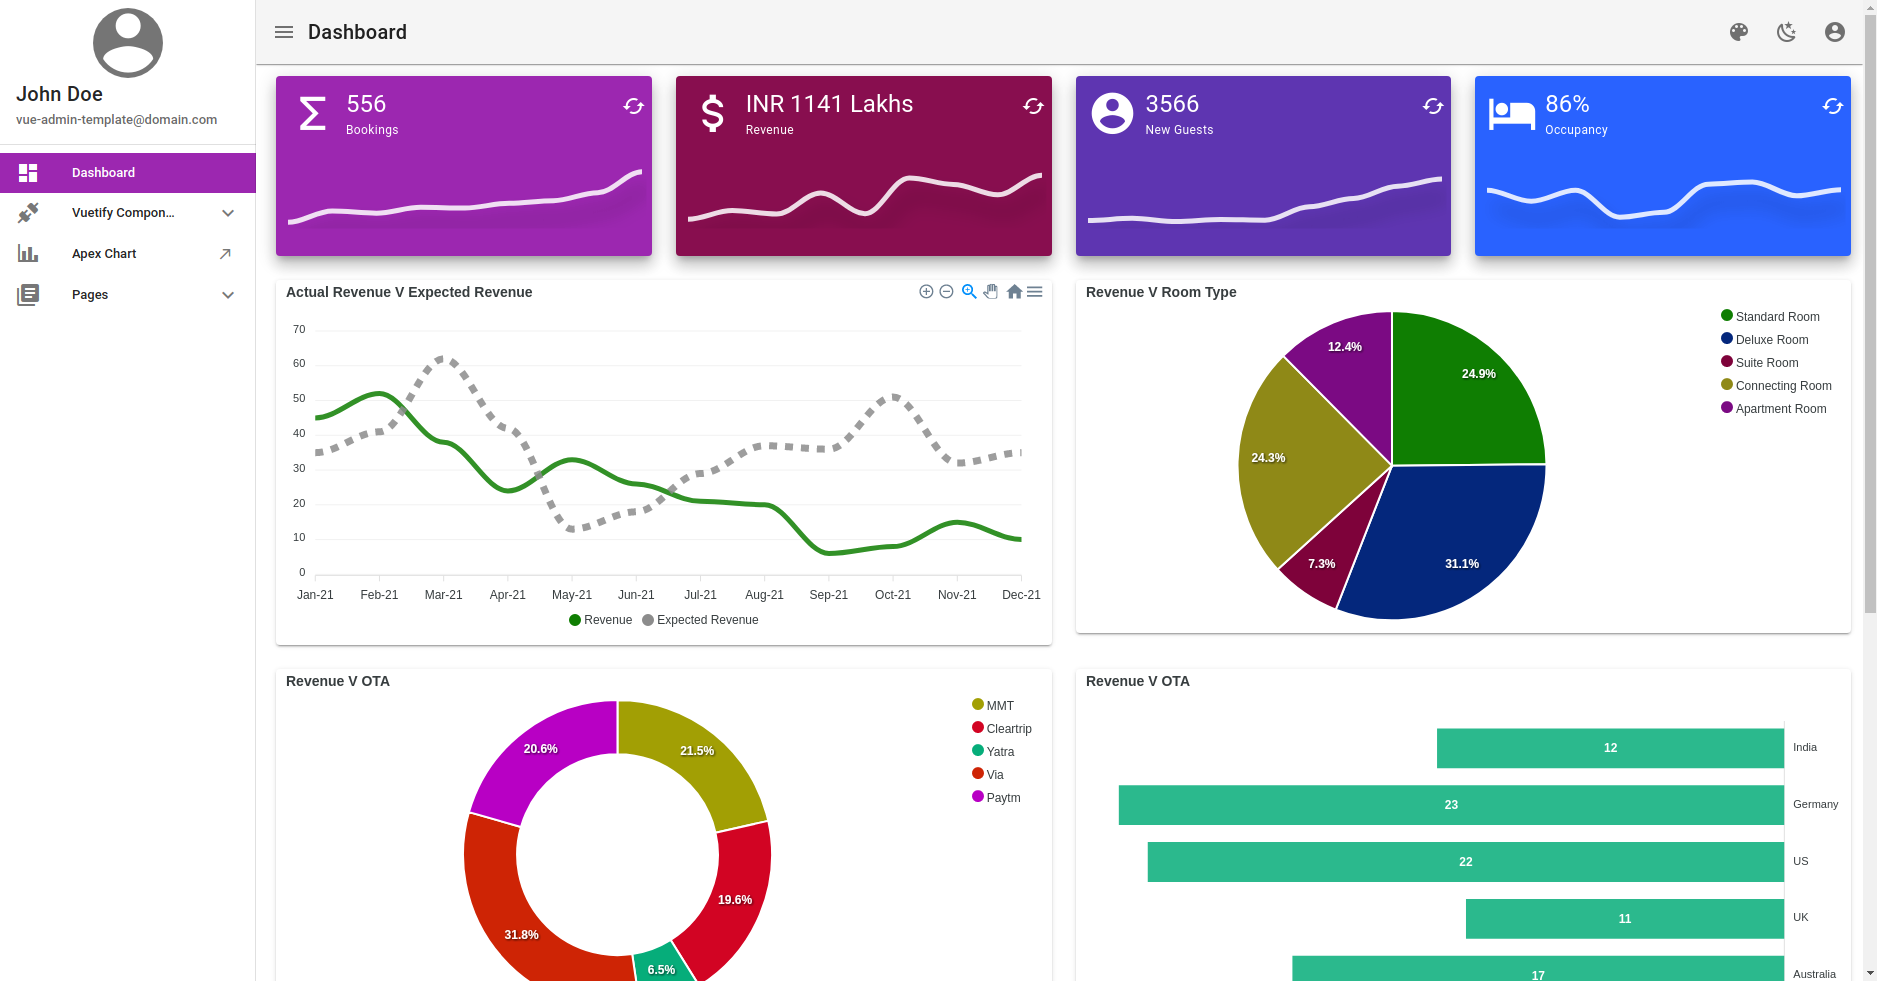 John Doe
vue-admin-template@domain.com
Dashboard
Vuetify Compon...
Apex Chart
Pages
Dashboard
556
Bookings
INR 1141 Lakhs
Revenue
3566
New Guests
86%
Occupancy
Actual Revenue V Expected Revenue
70
60
50
40
30
20
10
0
Jan-21 Feb-21 Mar-21 Apr-21 May-21 Jun-21 Jul-21 Aug-21 Sep-21 Oct-21 Nov-21 Dec-21
Revenue Expected Revenue
Revenue V Room Type
12.4%
24.9%
24.3%
7.3%
31.1%
Standard Room
Deluxe Room
Suite Room
Connecting Room
Apartment Room
Revenue V OTA
20.6%
21.5%
19.6%
31.8%
6.5%
MMT
Cleartrip
Yatra
Via
Paytm
Revenue V OTA
12 India
23 Germany
22 US
11 UK
17 Australia